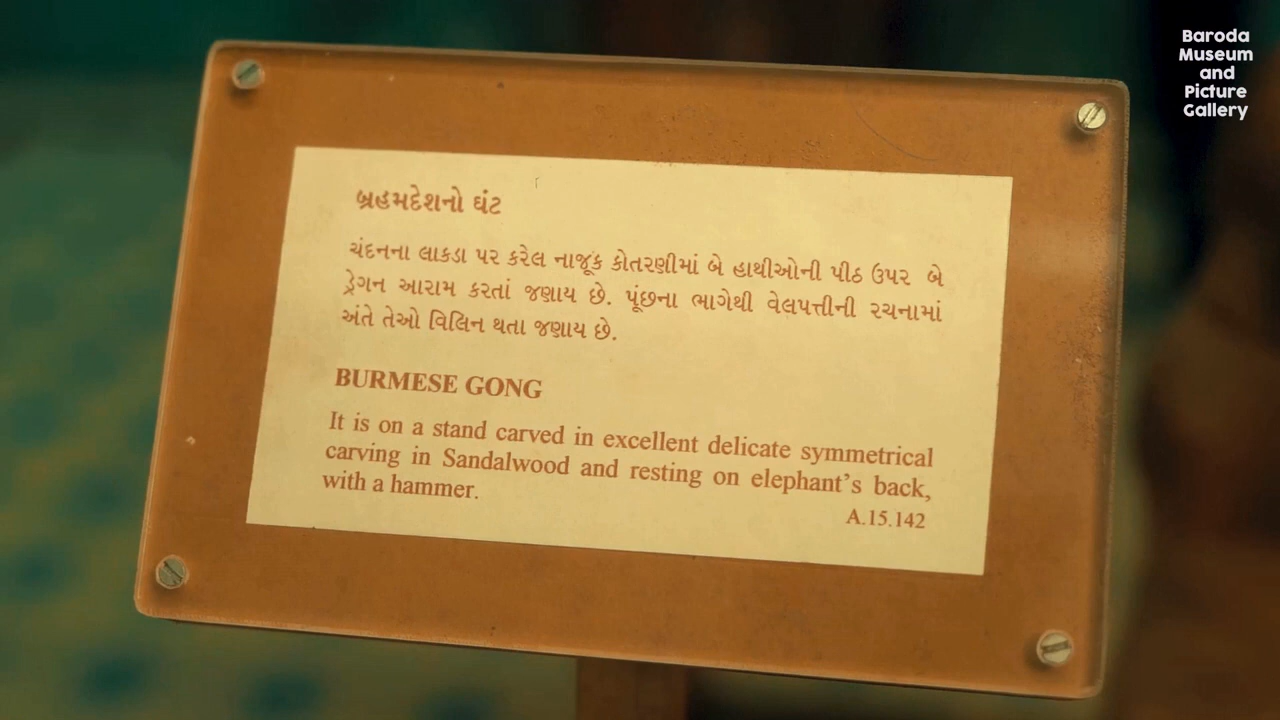 Baroda
Museum
and
Picture
Gallery
બ્રહમદેશનો ઘંટ
ચંદનના લાકડા પર કરેલ નાજૂક કોતરણીમાં બે હાથીઓની પીઠ ઉપર બે
ડ્રેગન આરામ કરતાં જણાય છે. પૂંછના ભાગેથી વેલપત્તીની રચનામાં
અંતે તેઓ વિલિન થતા જણાય છે.
BURMESE GONG
It is on a stand carved in excellent delicate symmetrical
carving in Sandalwood and resting on elephant's back,
with a hammer.
A.15.142